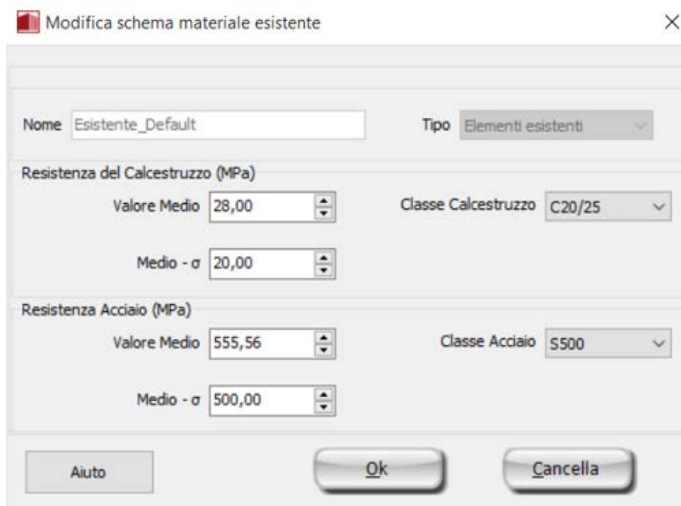 Modifica schema materiale esistente
Nome Esistente_Default Tipo Elementi esistenti
Resistenza del Calcestruzzo (MPa)
Valore Medio 28,00 Classe Calcestruzzo C20/25
Medio - σ 20,00
Resistenza Acciaio (MPa)
Valore Medio 555,56 Classe Acciaio S500
Medio - σ 500,00
Aiuto Ok Cancella